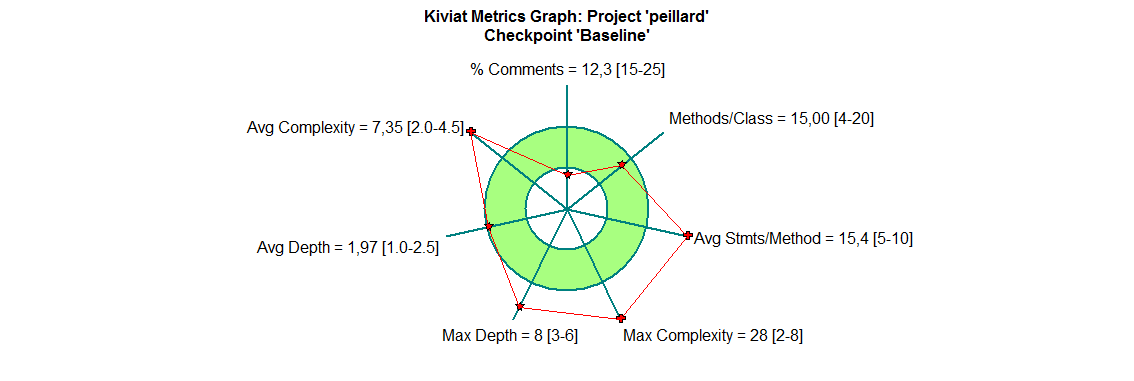 Kiviat Metrics Graph: Project 'peillard'
Checkpoint 'Baseline'
% Comments = 12,3 [15-25]
Methods/Class = 15,00 [4-20]
Avg Complexity = 7,35 [2.0-4.5]
Avg Stmts/Method = 15,4 [5-10]
Avg Depth = 1,97 [1.0-2.5]
Max Depth = 8 [3-6]
Max Complexity = 28 [2-8]